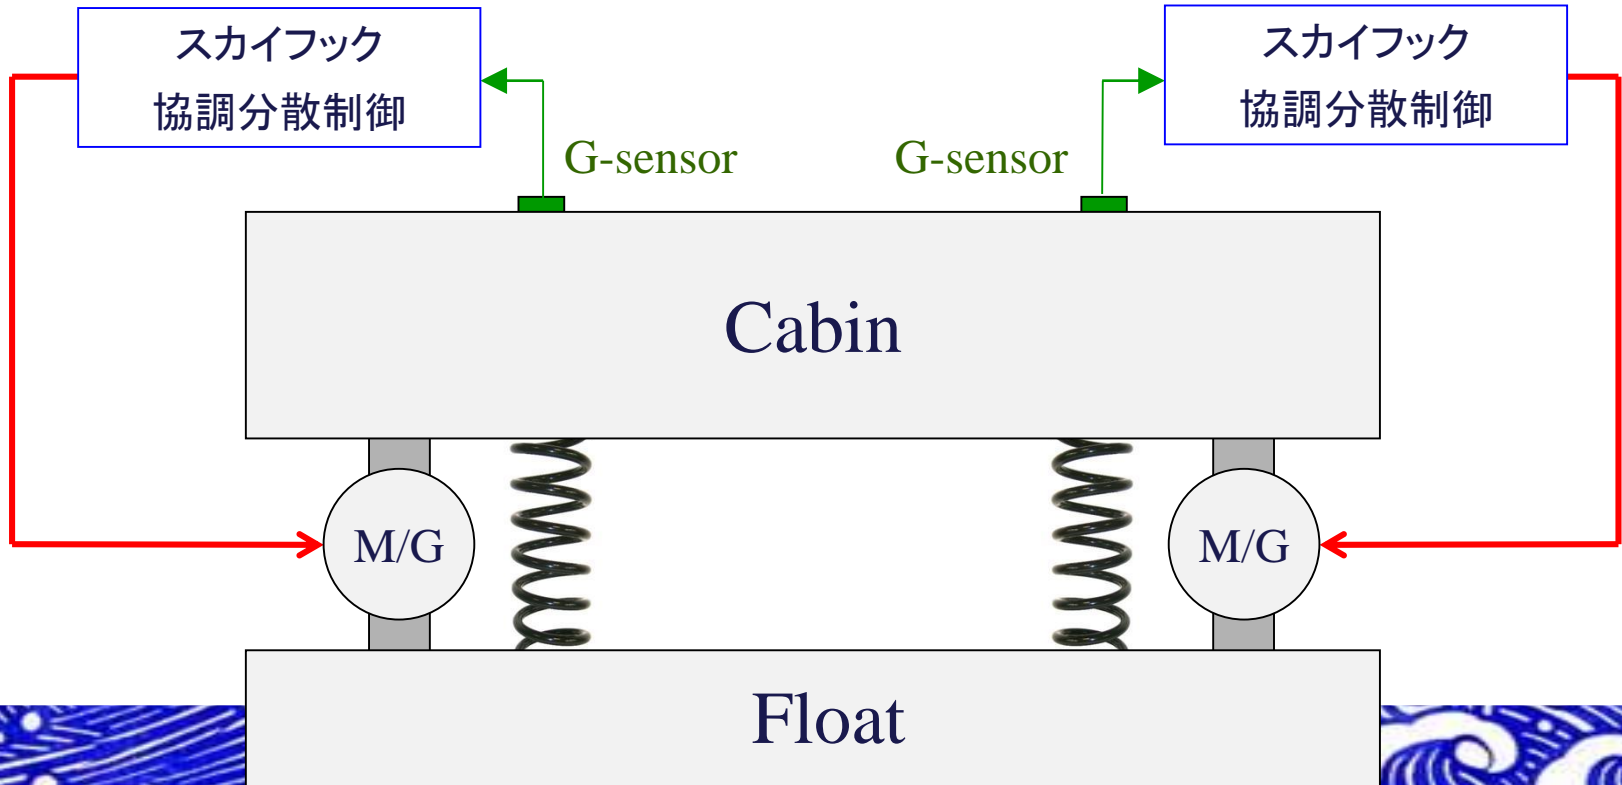 スカイフック
協調分散制御
スカイフック
協調分散制御
G-sensor
G-sensor
Cabin
M/G
M/G
Float